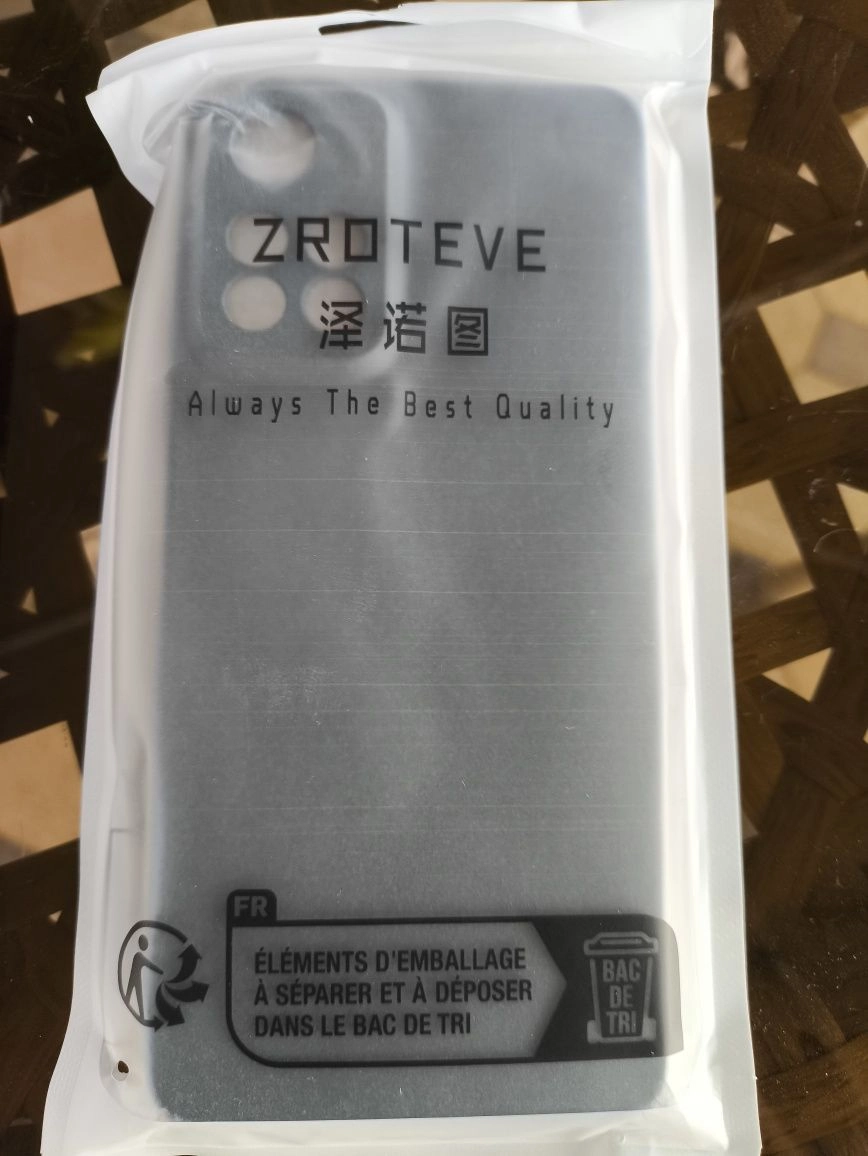 ZROTEVE
泽诺图
Always The Best Quality
FR
ÉLÉMENTS D'EMBALLAGE
À SÉPARER ET À DÉPOSER
DANS LE BAC DE TRI
BAC
DE
TRI